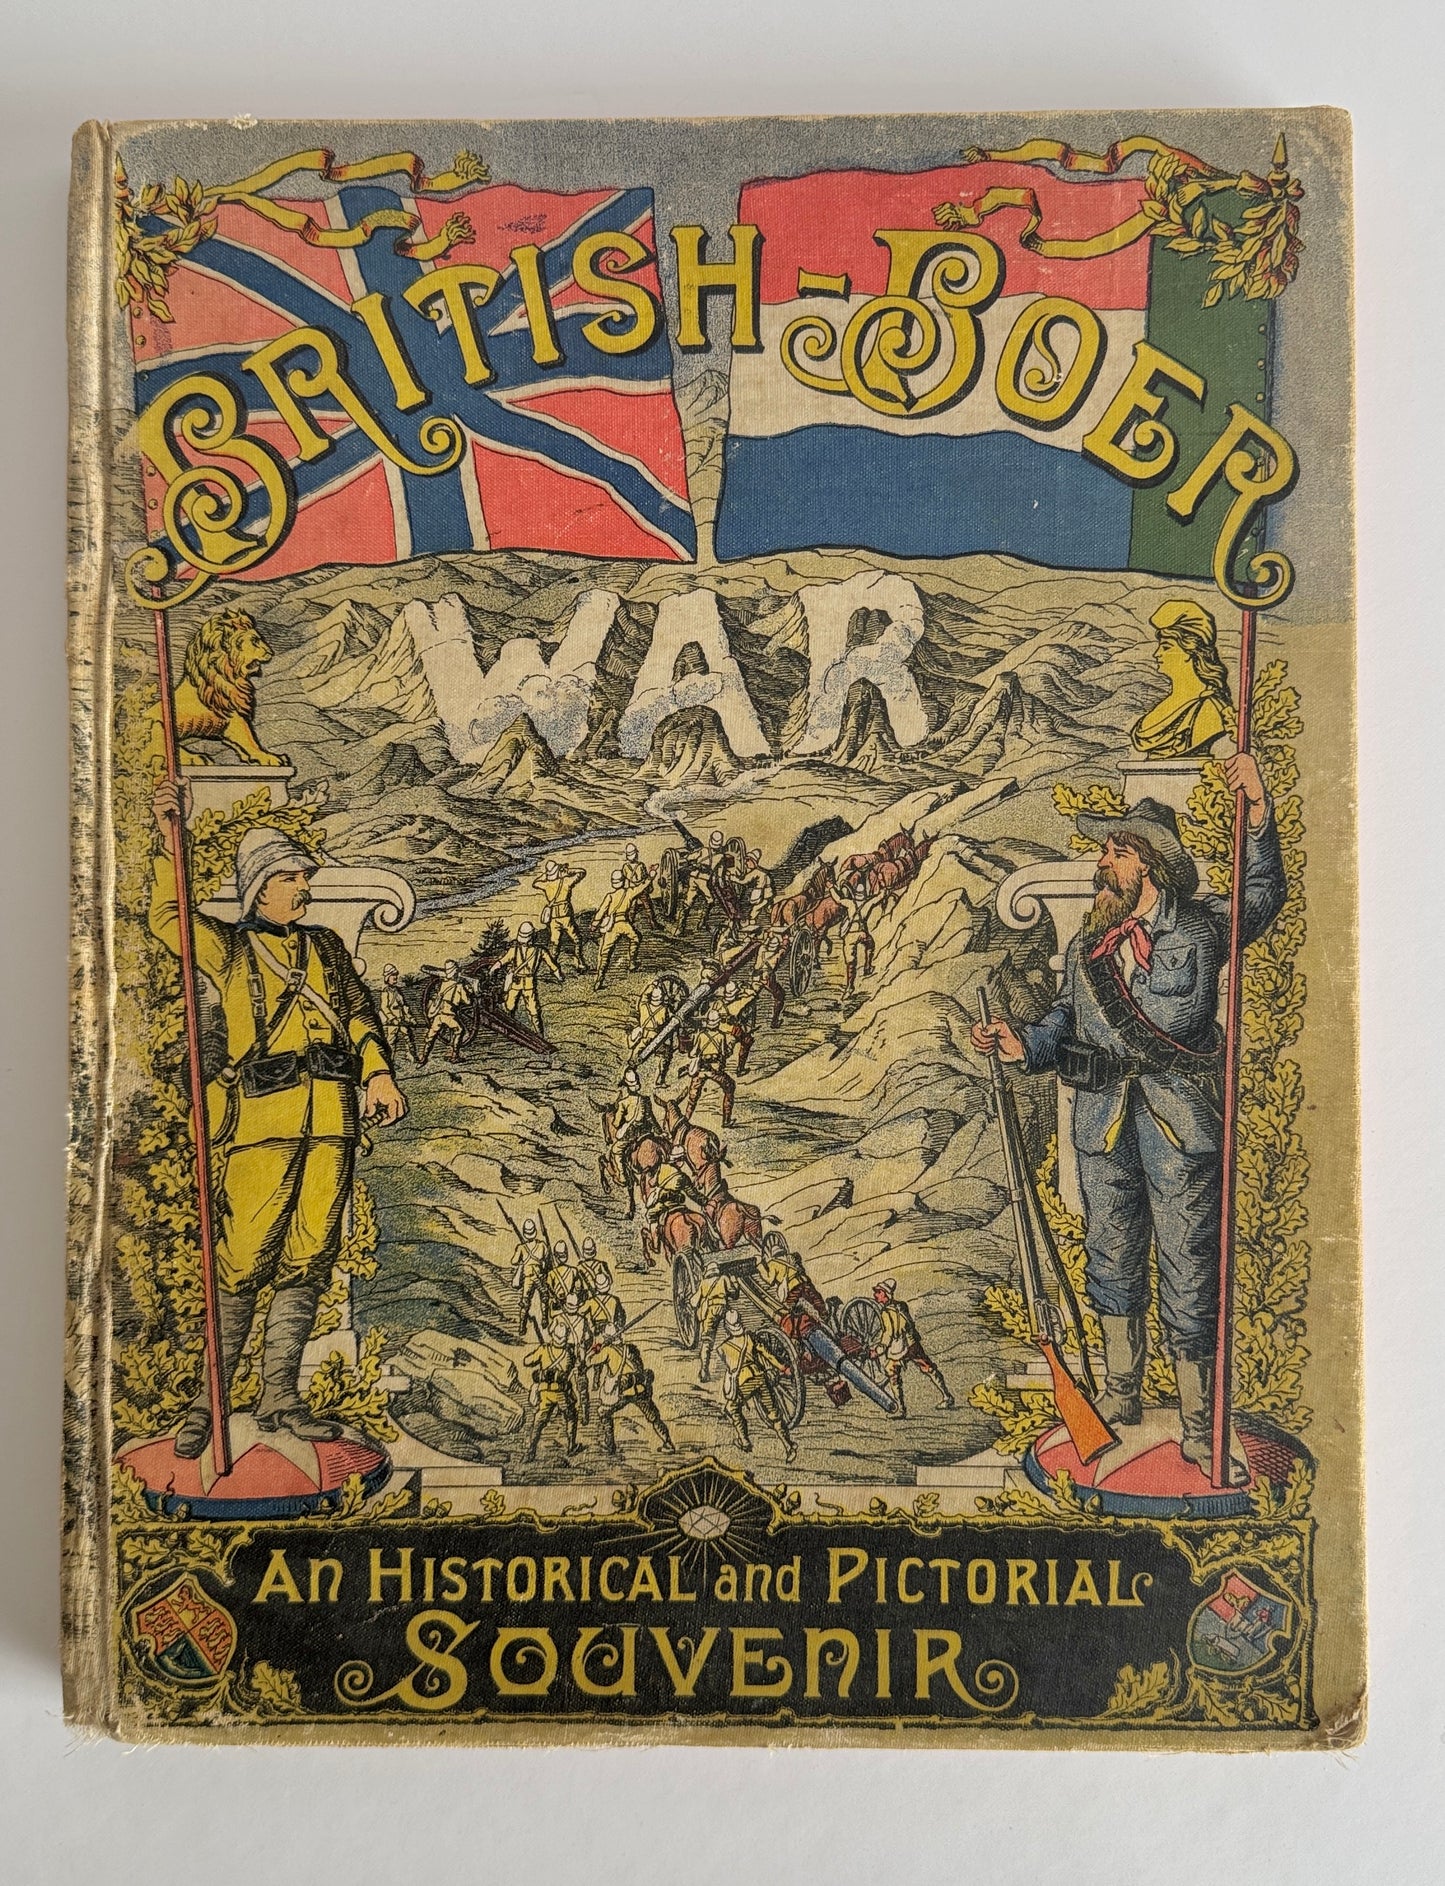 BRITISH-BOER
WAR
An HISTORICAL and PICTORIAL
SOUVENIR